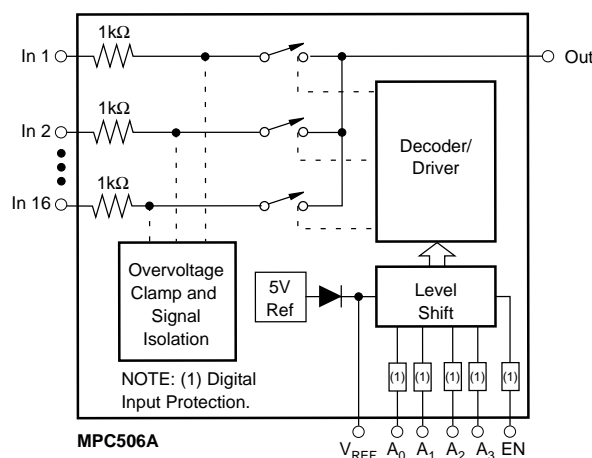 In 1
1kΩ
Out
In 2
1kΩ
In 16
1kΩ
Decoder/
Driver
Overvoltage
Clamp and
Signal
Isolation
5V
Ref
Level
Shift
(1)
(1)
(1)
(1)
(1)
NOTE: (1) Digital
Input Protection.
MPC506A
V_REF A₀ A₁ A₂ A₃ EN